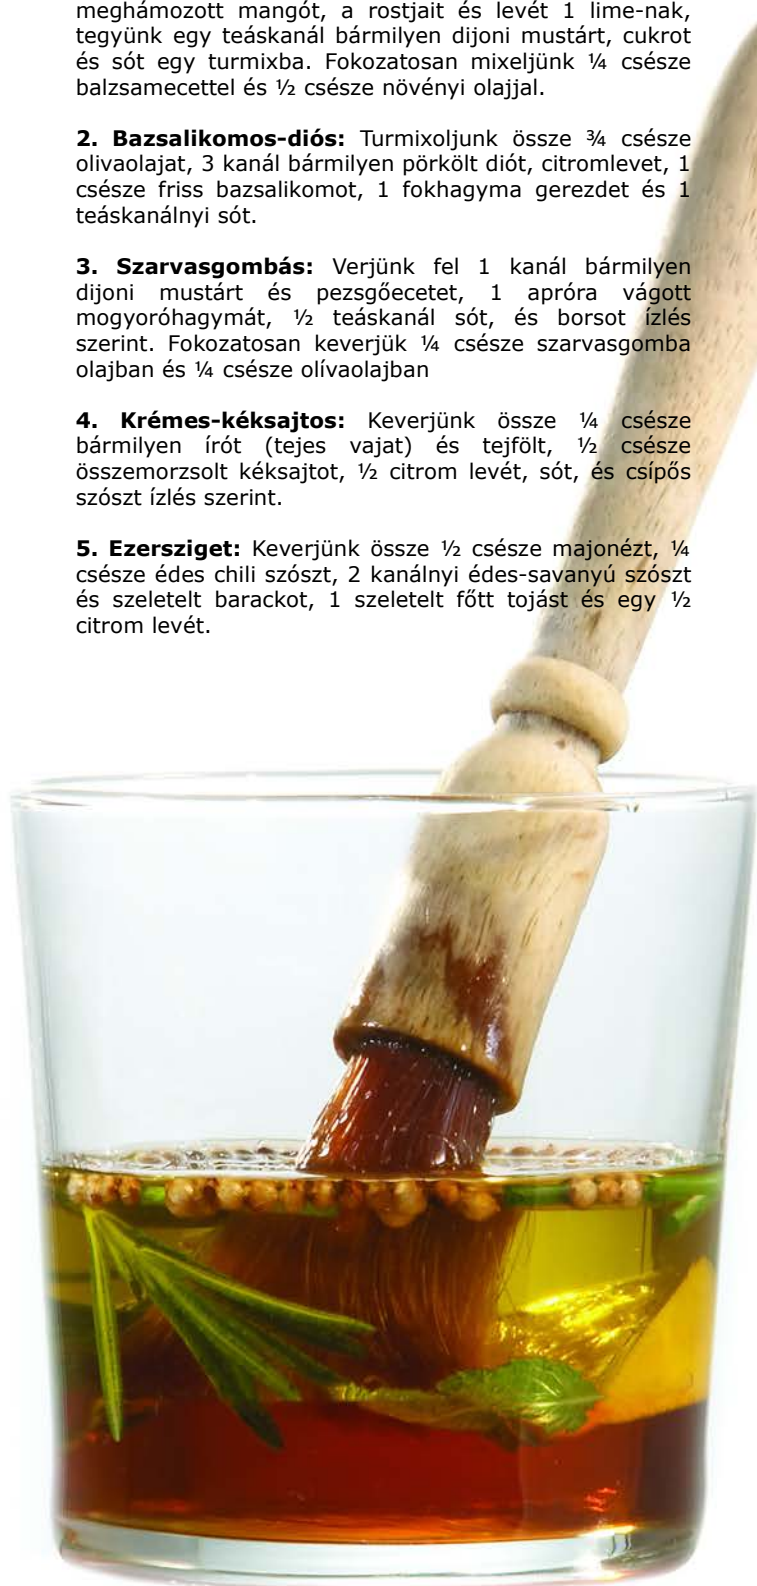 meghámozott mangót, a rostjait és levét 1 lime-nak,
tegyünk egy teáskanál bármilyen dijoni mustárt, cukrot
és sót egy turmixba. Fokozatosan mixeljünk ¼ csésze
balzsamecettel és ½ csésze növényi olajjal.

2. Bazsalikomos-diós: Turmixoljunk össze ¾ csésze
olivaolajat, 3 kanál bármilyen pörkölt diót, citromlevet, 1
csésze friss bazsalikomot, 1 fokhagyma gerezdet és 1
teáskanálnyi sót.

3. Szarvasgombás: Verjünk fel 1 kanál bármilyen
dijoni mustárt és pezsgőecetet, 1 apróra vágott
mogyoróhagymát, ½ teáskanál sót, és borsot ízlés
szerint. Fokozatosan keverjük ¼ csésze szarvasgomba
olajban és ¼ csésze olívaolajban

4. Krémes-kéksajtos: Keverjünk össze ¼ csésze
bármilyen írót (tejes vajat) és tejfölt, ½ csésze
összemorzsolt kéksajtot, ½ citrom levét, sót, és csípős
szószt ízlés szerint.

5. Ezersziget: Keverjünk össze ½ csésze majonézt, ¼
csésze édes chili szószt, 2 kanálnyi édes-savanyú szószt
és szeletelt barackot, 1 szeletelt főtt tojást és egy ½
citrom levét.